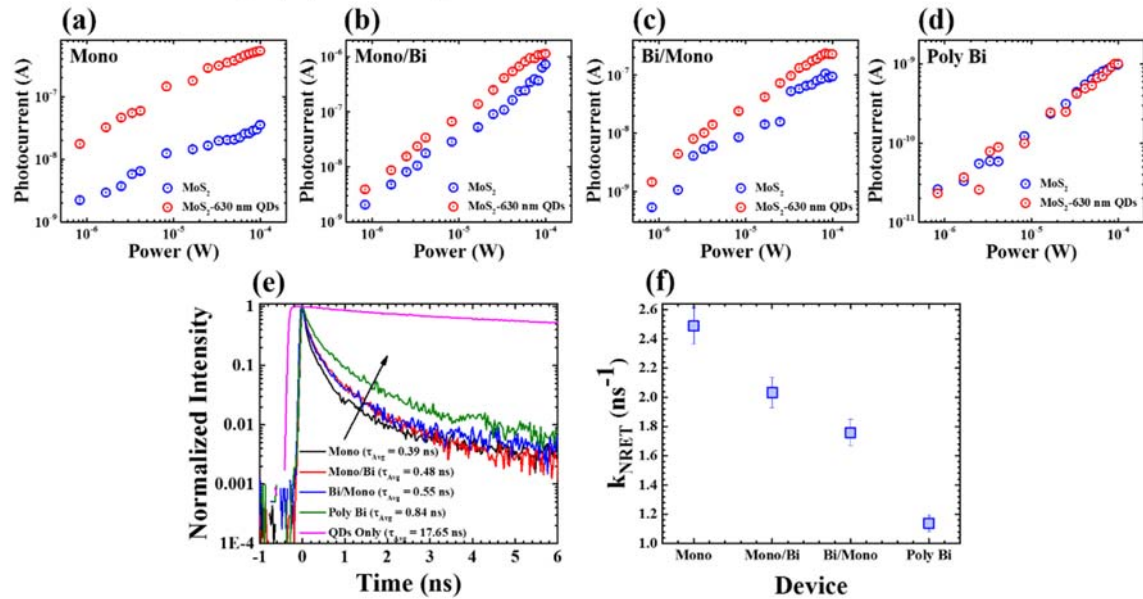 (a)
Mono
Photocurrent (A)
10⁻⁷
10⁻⁸
10⁻⁹
MoS₂
MoS₂-630 nm QDs
10⁻⁶
10⁻⁵
10⁻⁴
Power (W)
(b)
Mono/Bi
Photocurrent (A)
10⁻⁶
10⁻⁷
10⁻⁸
10⁻⁹
MoS₂
MoS₂-630 nm QDs
10⁻⁶
10⁻⁵
10⁻⁴
Power (W)
(c)
Bi/Mono
Photocurrent (A)
10⁻⁷
10⁻⁸
10⁻⁹
MoS₂
MoS₂-630 nm QDs
10⁻⁶
10⁻⁵
10⁻⁴
Power (W)
(d)
Poly Bi
Photocurrent (A)
10⁻⁹
10⁻¹⁰
10⁻¹¹
MoS₂
MoS₂-630 nm QDs
10⁻⁶
10⁻⁵
10⁻⁴
Power (W)
(e)
Normalized Intensity
1
0.1
0.01
0.001
1E-4
Mono (τAvg = 0.39 ns)
Mono/Bi (τAvg = 0.48 ns)
Bi/Mono (τAvg = 0.55 ns)
Poly Bi (τAvg = 0.84 ns)
QDs Only (τAvg = 17.65 ns)
-1 0 1 2 3 4 5 6
Time (ns)
(f)
kNRET (ns⁻¹)
2.6
2.4
2.2
2.0
1.8
1.6
1.4
1.2
1.0
Mono Mono/Bi Bi/Mono Poly Bi
Device